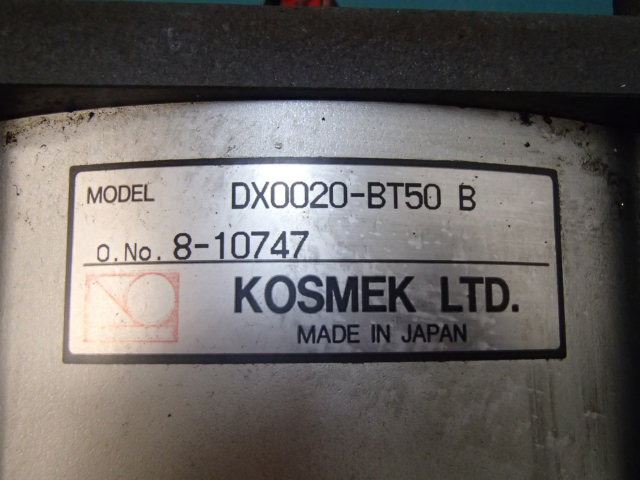 MODEL DX0020-BT50 B
O.No. 8-10747
KOSMEK LTD.
MADE IN JAPAN